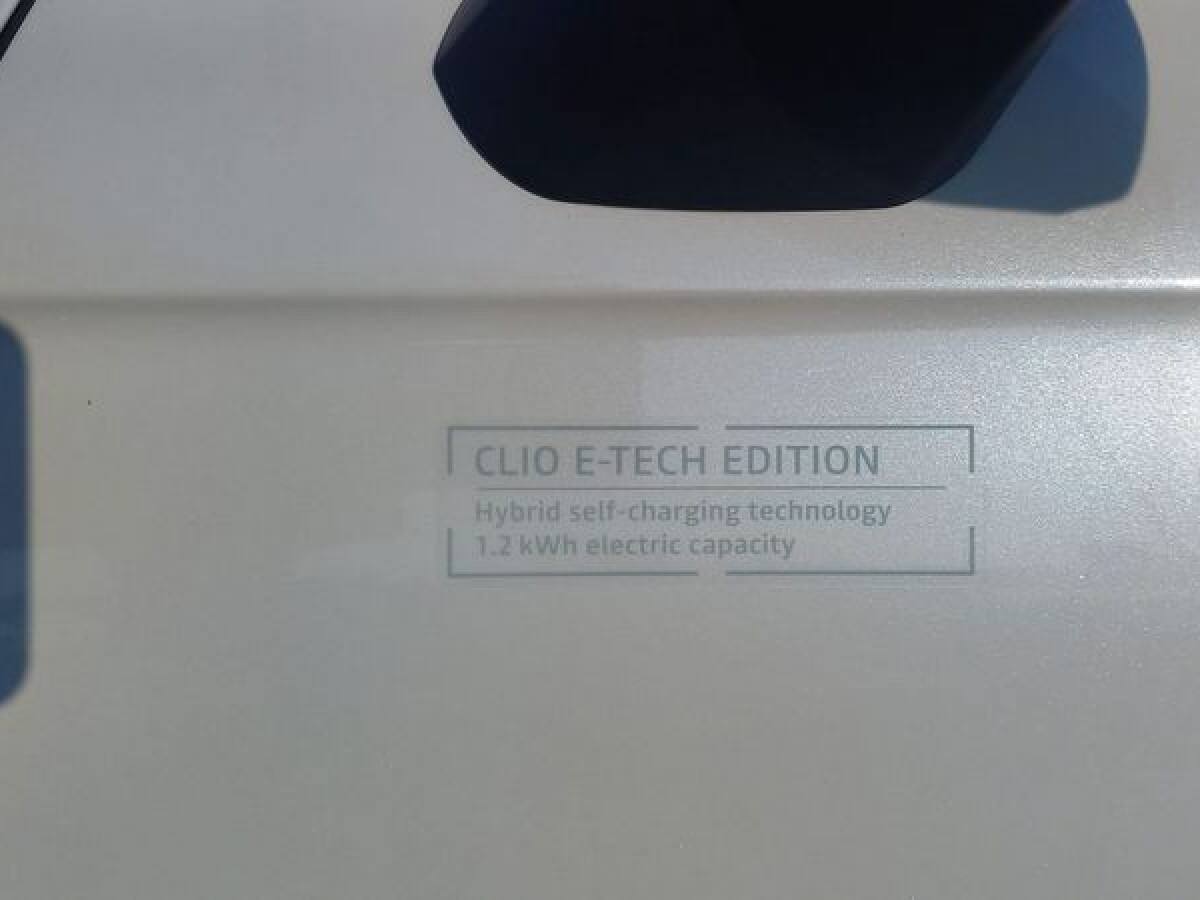 CLIO E-TECH EDITION
Hybrid self-charging technology
1.2 kWh electric capacity